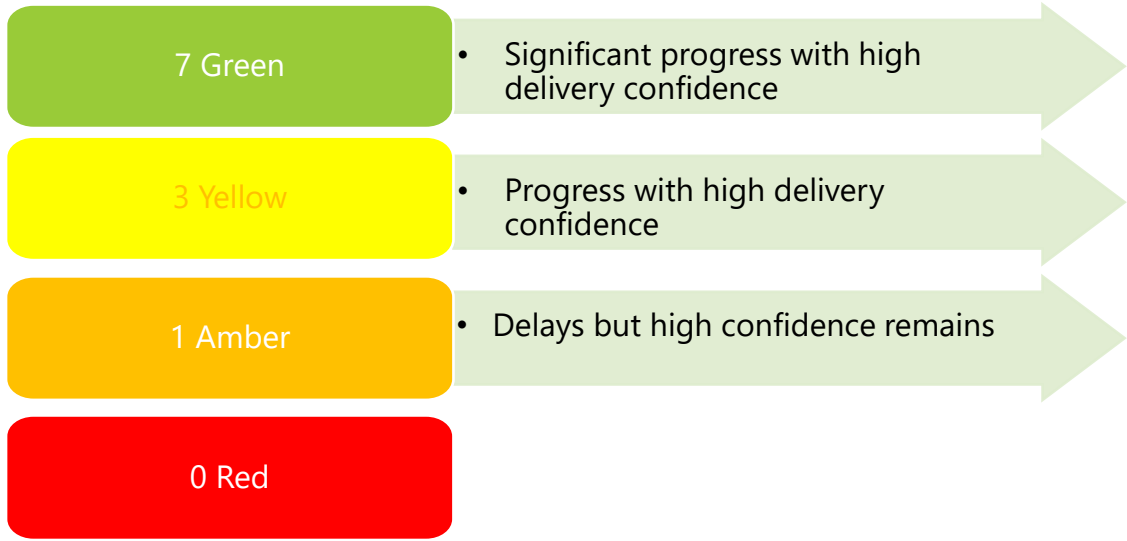 7 Green
• Significant progress with high
delivery confidence
3 Yellow
• Progress with high delivery
confidence
1 Amber
• Delays but high confidence remains
0 Red